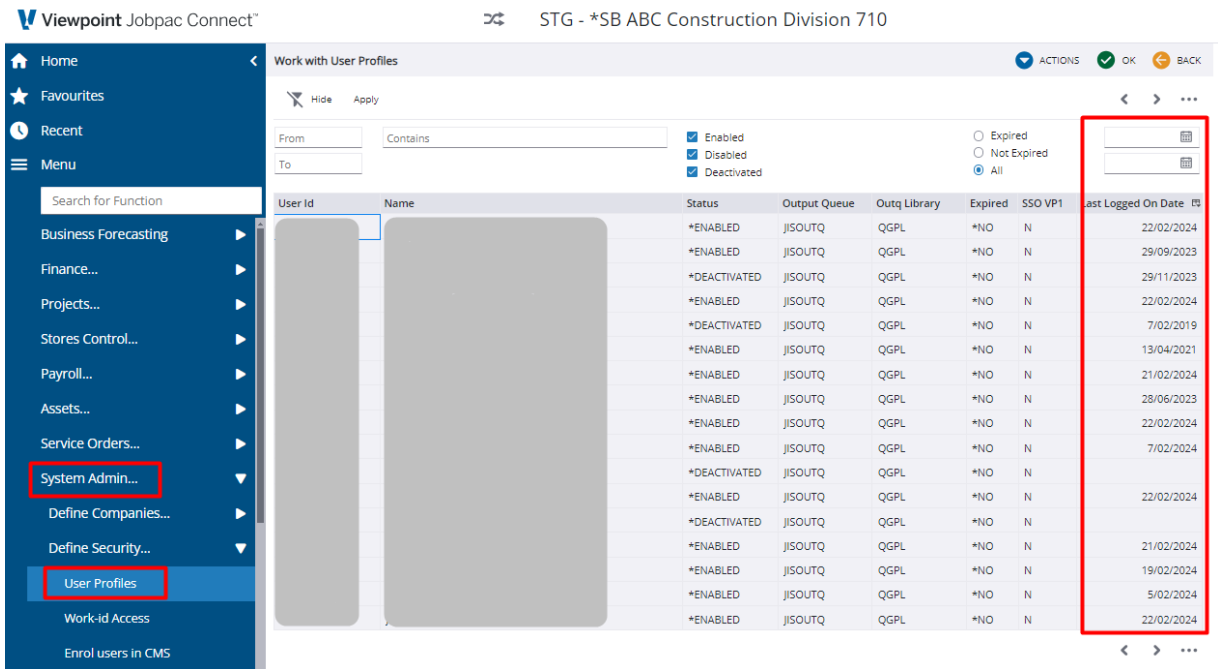 Viewpoint Jobpac Connect™
STG - *SB ABC Construction Division 710
Home
Favourites
Recent
Menu
Search for Function
Business Forecasting
Finance...
Projects...
Stores Control...
Payroll...
Assets...
Service Orders...
System Admin...
Define Companies...
Define Security...
User Profiles
Work-id Access
Enrol users in CMS
Work with User Profiles ACTIONS OK BACK
Hide Apply
From Contains Enabled Expired
Disabled Not Expired
To Deactivated All
User Id Name Status Output Queue Outq Library Expired SSO VP1 Last Logged On Date
*ENABLED JISOUTQ QGPL *NO N 22/02/2024
*ENABLED JISOUTQ QGPL *NO N 29/09/2023
*DEACTIVATED JISOUTQ QGPL *NO N 29/11/2023
*ENABLED JISOUTQ QGPL *NO N 22/02/2024
*DEACTIVATED JISOUTQ QGPL *NO N 7/02/2019
*ENABLED JISOUTQ QGPL *NO N 13/04/2021
*ENABLED JISOUTQ QGPL *NO N 21/02/2024
*ENABLED JISOUTQ QGPL *NO N 28/06/2023
*ENABLED JISOUTQ QGPL *NO N 22/02/2024
*ENABLED JISOUTQ QGPL *NO N 7/02/2024
*DEACTIVATED JISOUTQ QGPL *NO N
*ENABLED JISOUTQ QGPL *NO N 22/02/2024
*DEACTIVATED JISOUTQ QGPL *NO N
*ENABLED JISOUTQ QGPL *NO N 21/02/2024
*ENABLED JISOUTQ QGPL *NO N 19/02/2024
*ENABLED JISOUTQ QGPL *NO N 5/02/2024
*ENABLED JISOUTQ QGPL *NO N 22/02/2024